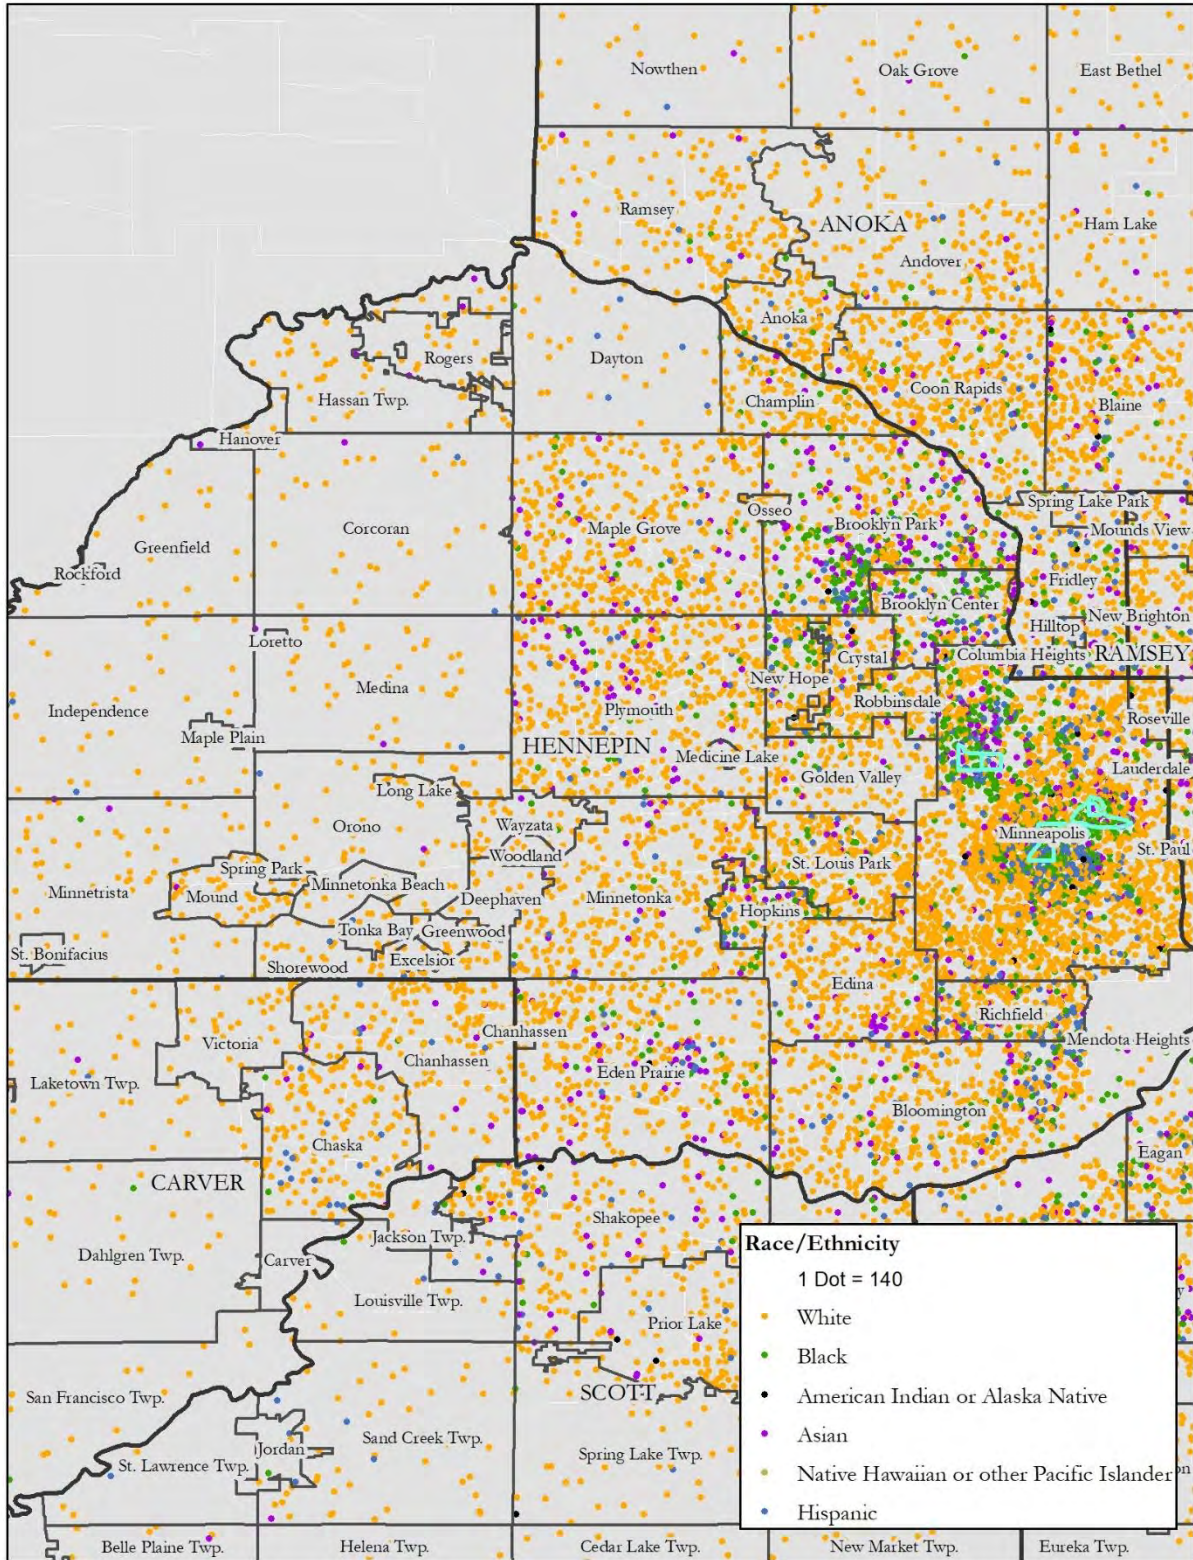 Nowthen
Oak Grove
East Bethel
Ramsey
ANOKA
Ham Lake
Andover
Anoka
Rogers
Dayton
Coon Rapids
Hassan Twp.
Champlin
Blaine
Hanover
Spring Lake Park
Osseo
Corcoran
Maple Grove
Brooklyn Park
Mounds View
Greenfield
Rockford
Fridley
Brooklyn Center
New Brighton
Hilltop
Loretto
Crystal
Columbia Heights
RAMSEY
Medina
New Hope
Independence
Plymouth
Robbinsdale
Roseville
Maple Plain
HENNEPIN
Medicine Lake
Golden Valley
Lauderdale
Long Lake
Orono
Wayzata
Minneapolis
Woodland
St. Louis Park
St. Paul
Spring Park
Minnetonka Beach
Minnetrista
Mound
Deephaven
Minnetonka
Hopkins
Tonka Bay
Greenwood
St. Bonifacius
Excelsior
Shorewood
Edina
Richfield
Chanhassen
Victoria
Mendota Heights
Chanhassen
Laketown Twp.
Eden Prairie
Bloomington
Chaska
Eagan
CARVER
Shakopee
Jackson Twp.
Dahlgren Twp.
Carver
Louisville Twp.
Prior Lake
San Francisco Twp.
SCOTT
Sand Creek Twp.
Jordan
Spring Lake Twp.
St. Lawrence Twp.
Belle Plaine Twp.
Helena Twp.
Cedar Lake Twp.
New Market Twp.
Eureka Twp.
Race/Ethnicity
1 Dot = 140
White
Black
American Indian or Alaska Native
Asian
Native Hawaiian or other Pacific Islander
Hispanic